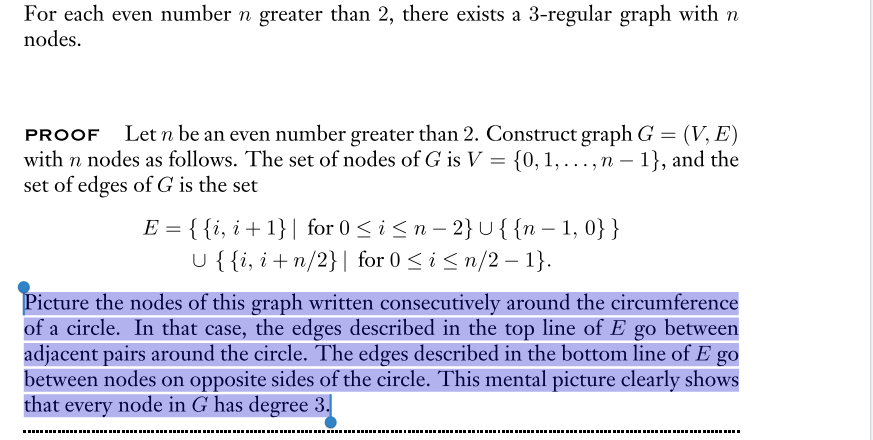 For each even number n greater than 2, there exists a 3-regular graph with n
nodes.
PROOF Let n be an even number greater than 2. Construct graph G = (V, E)
with n nodes as follows. The set of nodes of G is V = {0, 1, . . . , n − 1}, and the
set of edges of G is the set
E = { {i, i + 1} | for 0 ≤ i ≤ n − 2} ∪ { {n − 1, 0} }
∪ { {i, i + n/2} | for 0 ≤ i ≤ n/2 − 1}.
Picture the nodes of this graph written consecutively around the circumference
of a circle. In that case, the edges described in the top line of E go between
adjacent pairs around the circle. The edges described in the bottom line of E go
between nodes on opposite sides of the circle. This mental picture clearly shows
that every node in G has degree 3.